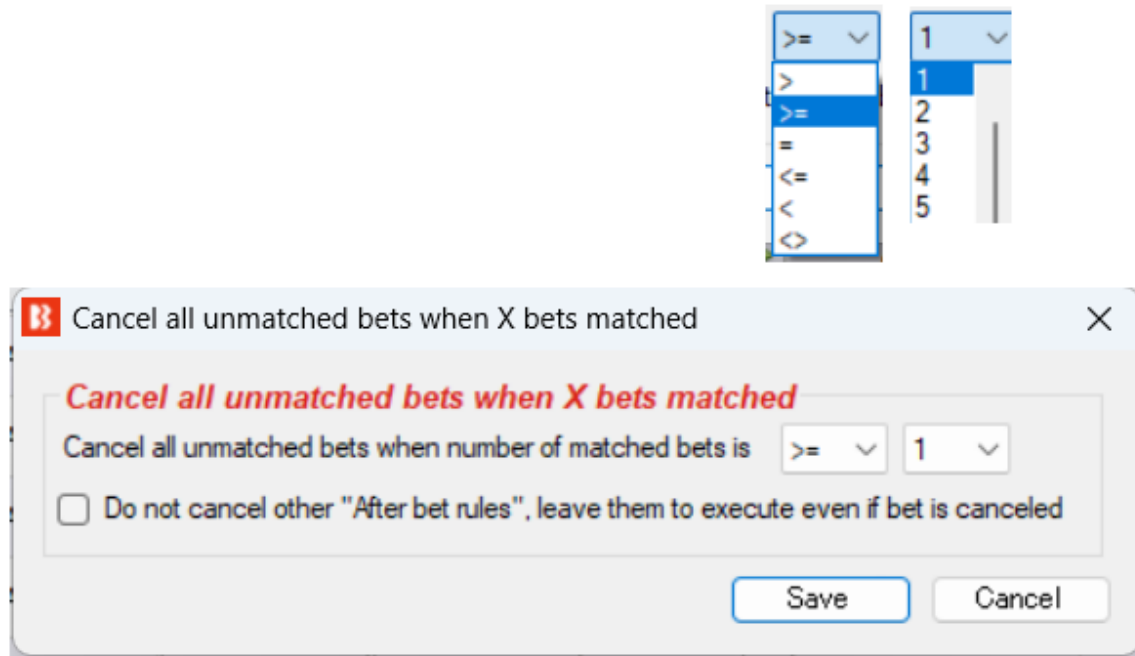 >= 1
> 1
>= 2
= 3
<= 4
< 5
<>
Cancel all unmatched bets when X bets matched
Cancel all unmatched bets when X bets matched
Cancel all unmatched bets when number of matched bets is >= 1
Do not cancel other "After bet rules", leave them to execute even if bet is canceled
Save Cancel